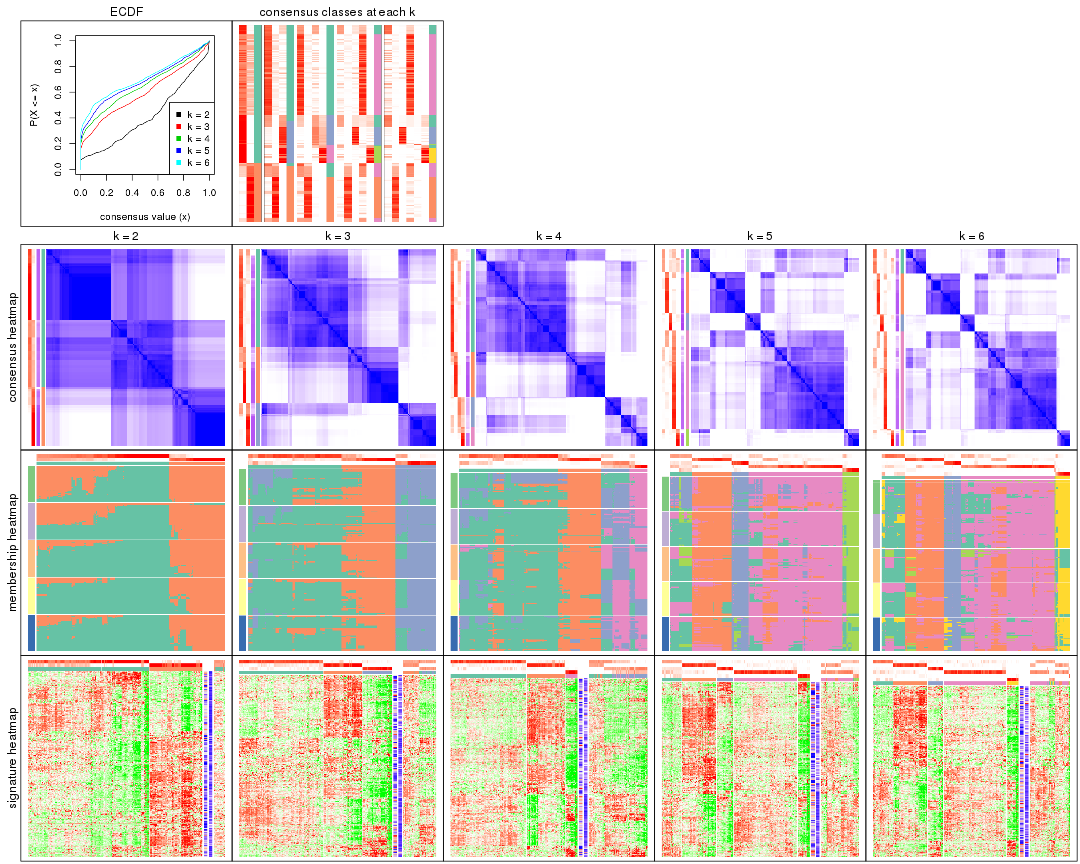 ECDF
consensus classes at each k
P(X <= x)
0.0 0.2 0.4 0.6 0.8 1.0
k = 2
k = 3
k = 4
k = 5
k = 6
0.0 0.2 0.4 0.6 0.8 1.0
consensus value (x)
k = 2 k = 3 k = 4 k = 5 k = 6
consensus heatmap
membership heatmap
signature heatmap